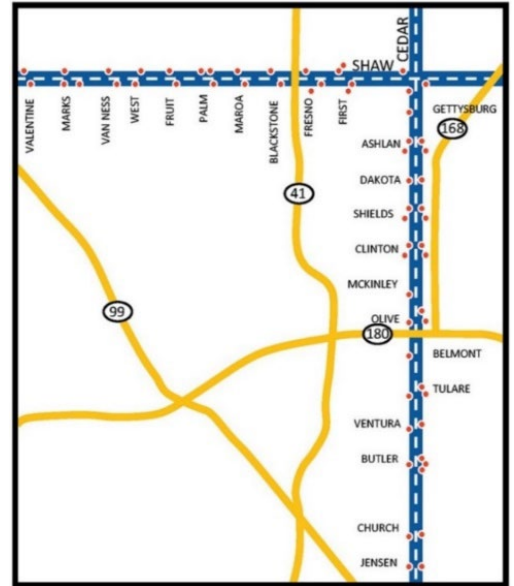 CEDAR
SHAW
VALENTINE
MARKS
VAN NESS
WEST
FRUIT
PALM
MAROA
BLACKSTONE
FRESNO
FIRST
GETTYSBURG
168
ASHLAN
DAKOTA
41
SHIELDS
CLINTON
MCKINLEY
99
OLIVE
180
BELMONT
TULARE
VENTURA
BUTLER
CHURCH
JENSEN